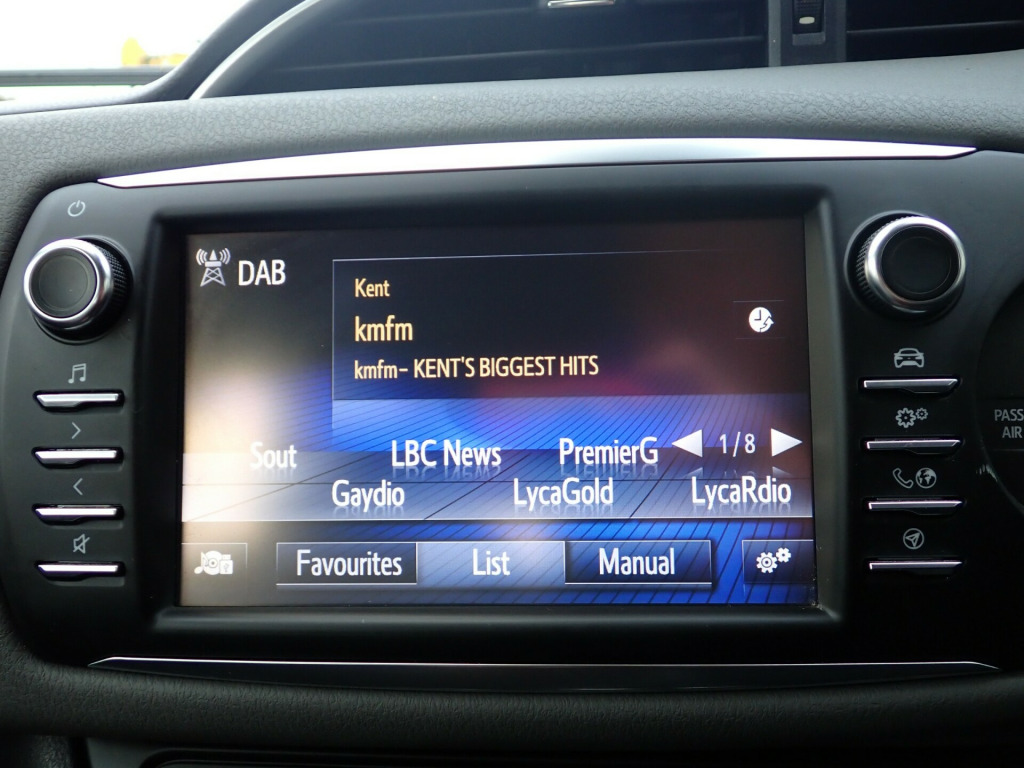 DAB
Kent
kmfm
kmfm- KENT'S BIGGEST HITS
Sout LBC News PremierG 1/8
Gaydio LycaGold LycaRdio
Favourites List Manual
PASS
AIR